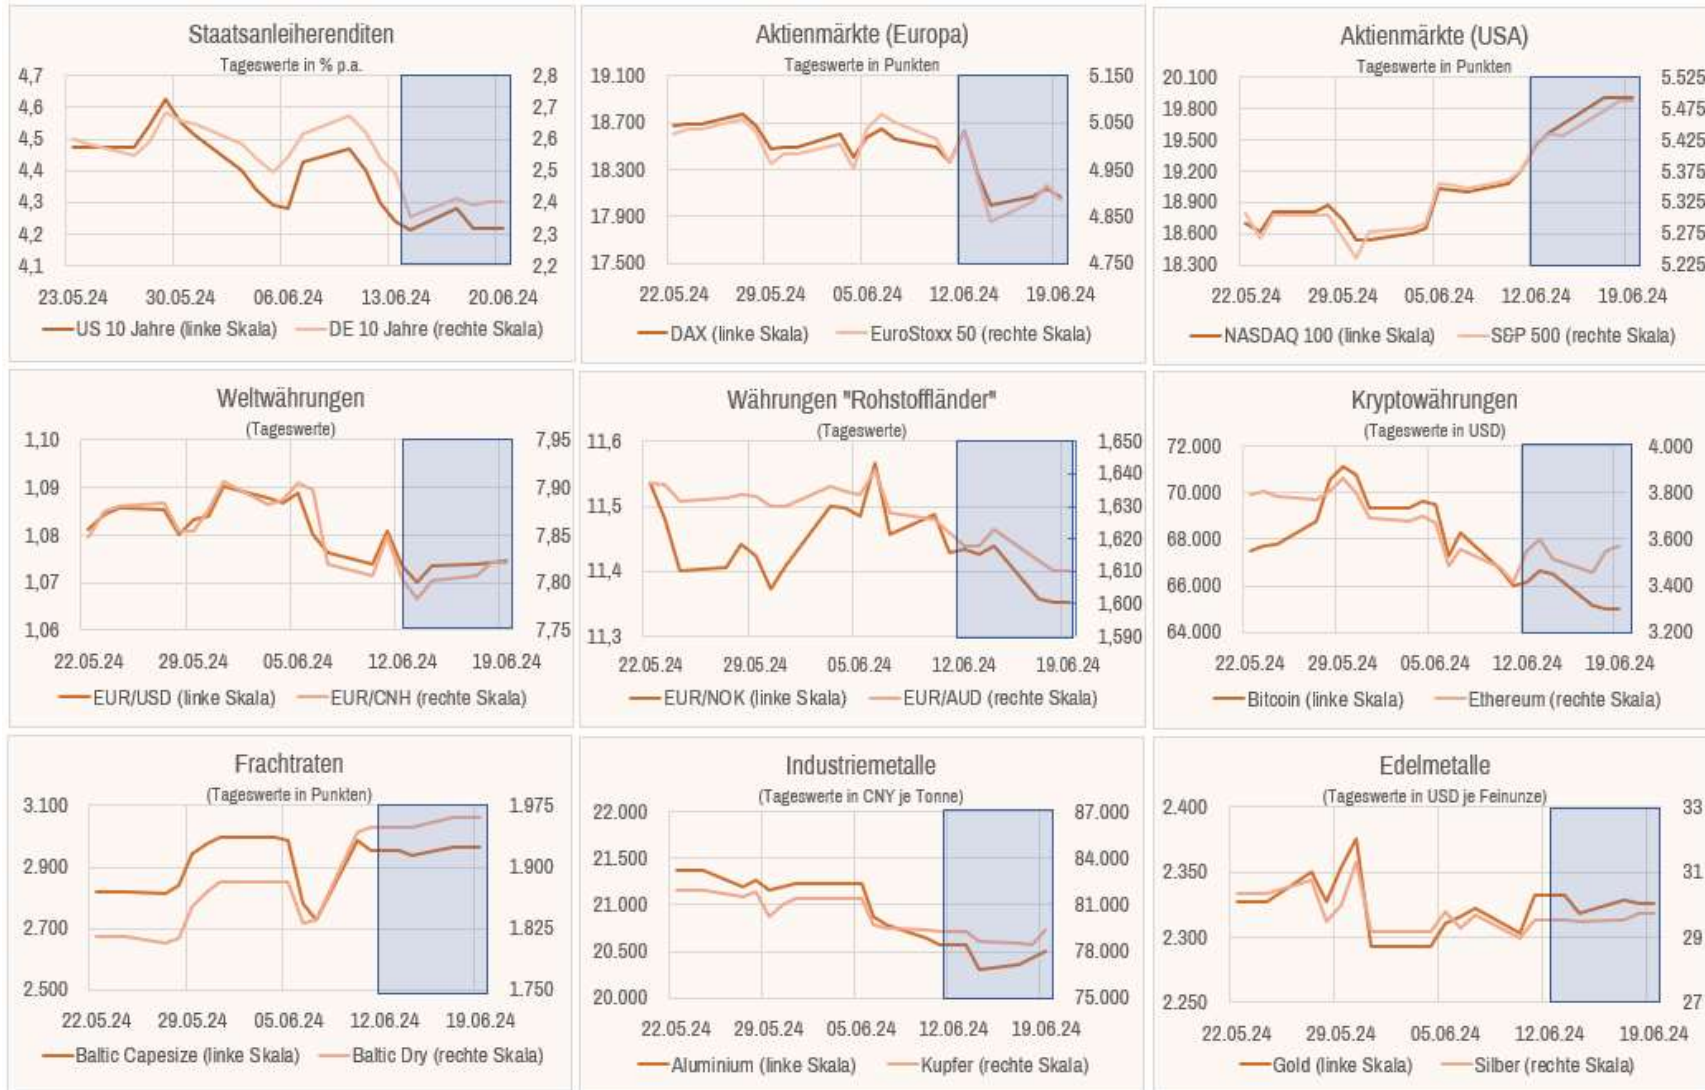 Staatsanleiherenditen
Tageswerte in % p.a.
4,7
4,6
4,5
4,4
4,3
4,2
4,1
2,8
2,7
2,6
2,5
2,4
2,3
2,2
23.05.24 30.05.24 06.06.24 13.06.24 20.06.24
US 10 Jahre (linke Skala) DE 10 Jahre (rechte Skala)
Aktienmärkte (Europa)
Tageswerte in Punkten
19.100
18.700
18.300
17.900
17.500
5.150
5.050
4.950
4.850
4.750
22.05.24 29.05.24 05.06.24 12.06.24 19.06.24
DAX (linke Skala) EuroStoxx 50 (rechte Skala)
Aktienmärkte (USA)
Tageswerte in Punkten
20.100
19.800
19.500
19.200
18.900
18.600
18.300
5.525
5.475
5.425
5.375
5.325
5.275
5.225
22.05.24 29.05.24 05.06.24 12.06.24 19.06.24
NASDAQ 100 (linke Skala) S&P 500 (rechte Skala)
Weltwährungen
(Tageswerte)
1,10
1,09
1,08
1,07
1,06
7,95
7,90
7,85
7,80
7,75
22.05.24 29.05.24 05.06.24 12.06.24 19.06.24
EUR/USD (linke Skala) EUR/CNH (rechte Skala)
Währungen "Rohstoffländer"
(Tageswerte)
11,6
11,5
11,4
11,3
1,650
1,640
1,630
1,620
1,610
1,600
1,590
22.05.24 29.05.24 05.06.24 12.06.24 19.06.24
EUR/NOK (linke Skala) EUR/AUD (rechte Skala)
Kryptowährungen
(Tageswerte in USD)
72.000
70.000
68.000
66.000
64.000
4.000
3.800
3.600
3.400
3.200
22.05.24 29.05.24 05.06.24 12.06.24 19.06.24
Bitcoin (linke Skala) Ethereum (rechte Skala)
Frachtraten
(Tageswerte in Punkten)
3.100
2.900
2.700
2.500
1.975
1.900
1.825
1.750
22.05.24 29.05.24 05.06.24 12.06.24 19.06.24
Baltic Capesize (linke Skala) Baltic Dry (rechte Skala)
Industriemetalle
(Tageswerte in CNY je Tonne)
22.000
21.500
21.000
20.500
20.000
87.000
84.000
81.000
78.000
75.000
22.05.24 29.05.24 05.06.24 12.06.24 19.06.24
Aluminium (linke Skala) Kupfer (rechte Skala)
Edelmetalle
(Tageswerte in USD je Feinunze)
2.400
2.350
2.300
2.250
33
31
29
27
22.05.24 29.05.24 05.06.24 12.06.24 19.06.24
Gold (linke Skala) Silber (rechte Skala)